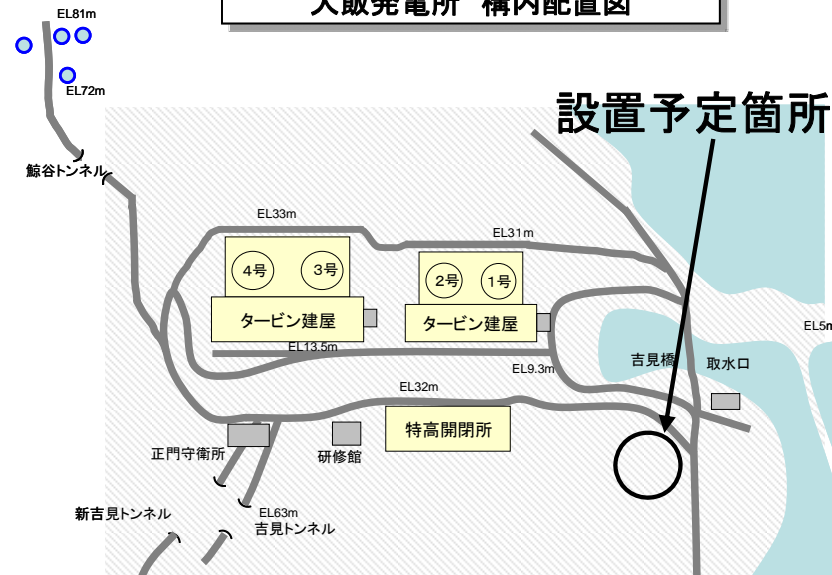 大飯発電所 構内配置図
EL81m
EL72m
設置予定箇所
鯨谷トンネル
EL33m
EL31m
4号
3号
2号
1号
タービン建屋
タービン建屋
EL5m
EL13.5m
吉見橋
取水口
EL9.3m
EL32m
特高開閉所
正門守衛所
研修館
新吉見トンネル
EL63m
吉見トンネル